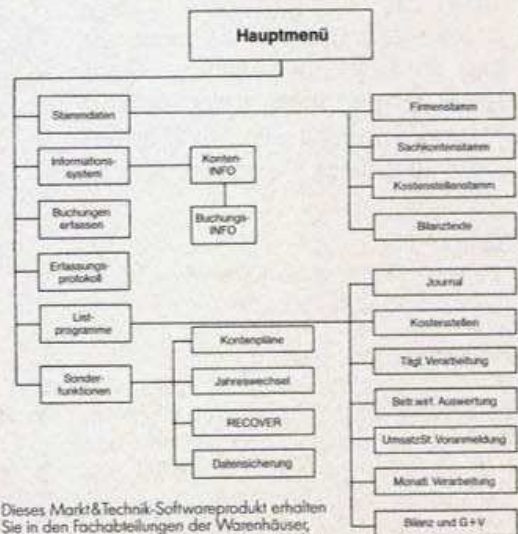 Hauptmenü
Stammdaten
Informations-
system
Buchungen
erfassen
Erfassungs-
protokoll
List-
programme
Sonder-
funktionen
Konten-
INFO
Buchungs-
INFO
Kontenpläne
Jahreswechsel
RECOVER
Datensicherung
Firmenstamm
Sachkontenstamm
Kostenstellenstamm
Bilanztexte
Journal
Kostenstellen
Tägl. Verarbeitung
Betr.wirt. Auswertung
UmsatzSt. Voranmeldung
Monatl. Verarbeitung
Bilanz und G+V
Dieses Markt&Technik-Softwareprodukt erhalten
Sie in den Fachabteilungen der Warenhäuser,